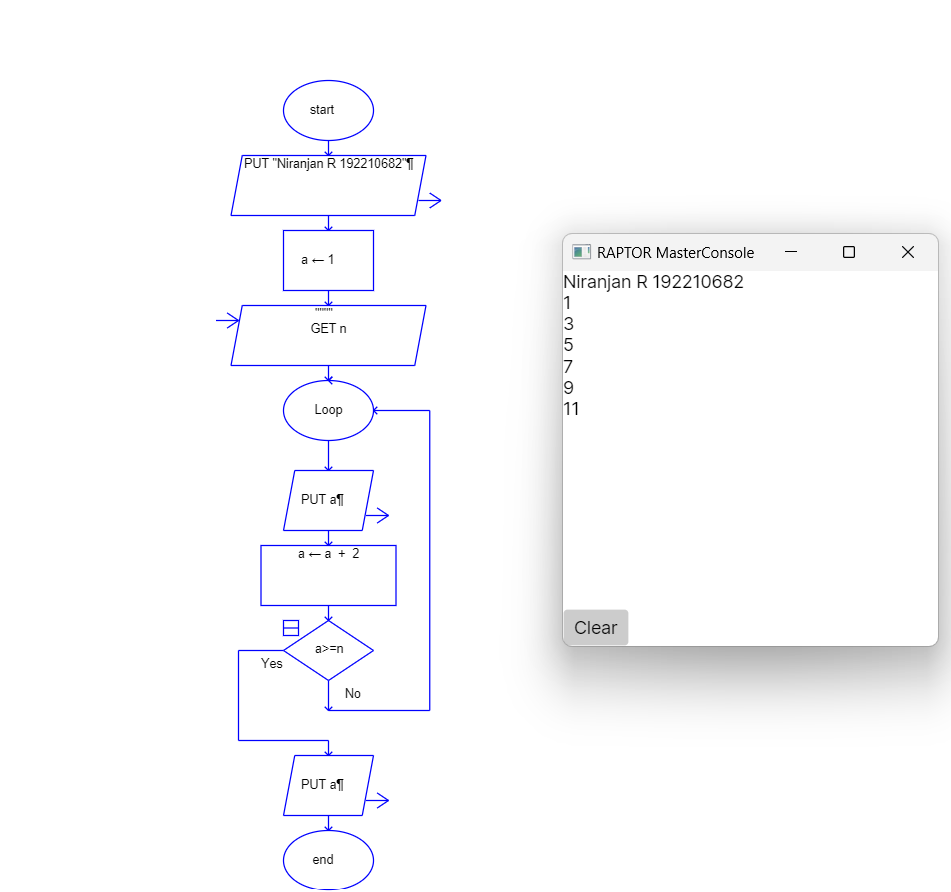 start
PUT "Niranjan R 192210682"¶
a ← 1
""""
GET n
Loop
PUT a¶
a ← a + 2
a>=n
Yes
No
PUT a¶
end
RAPTOR MasterConsole
Niranjan R 192210682
1
3
5
7
9
11
Clear